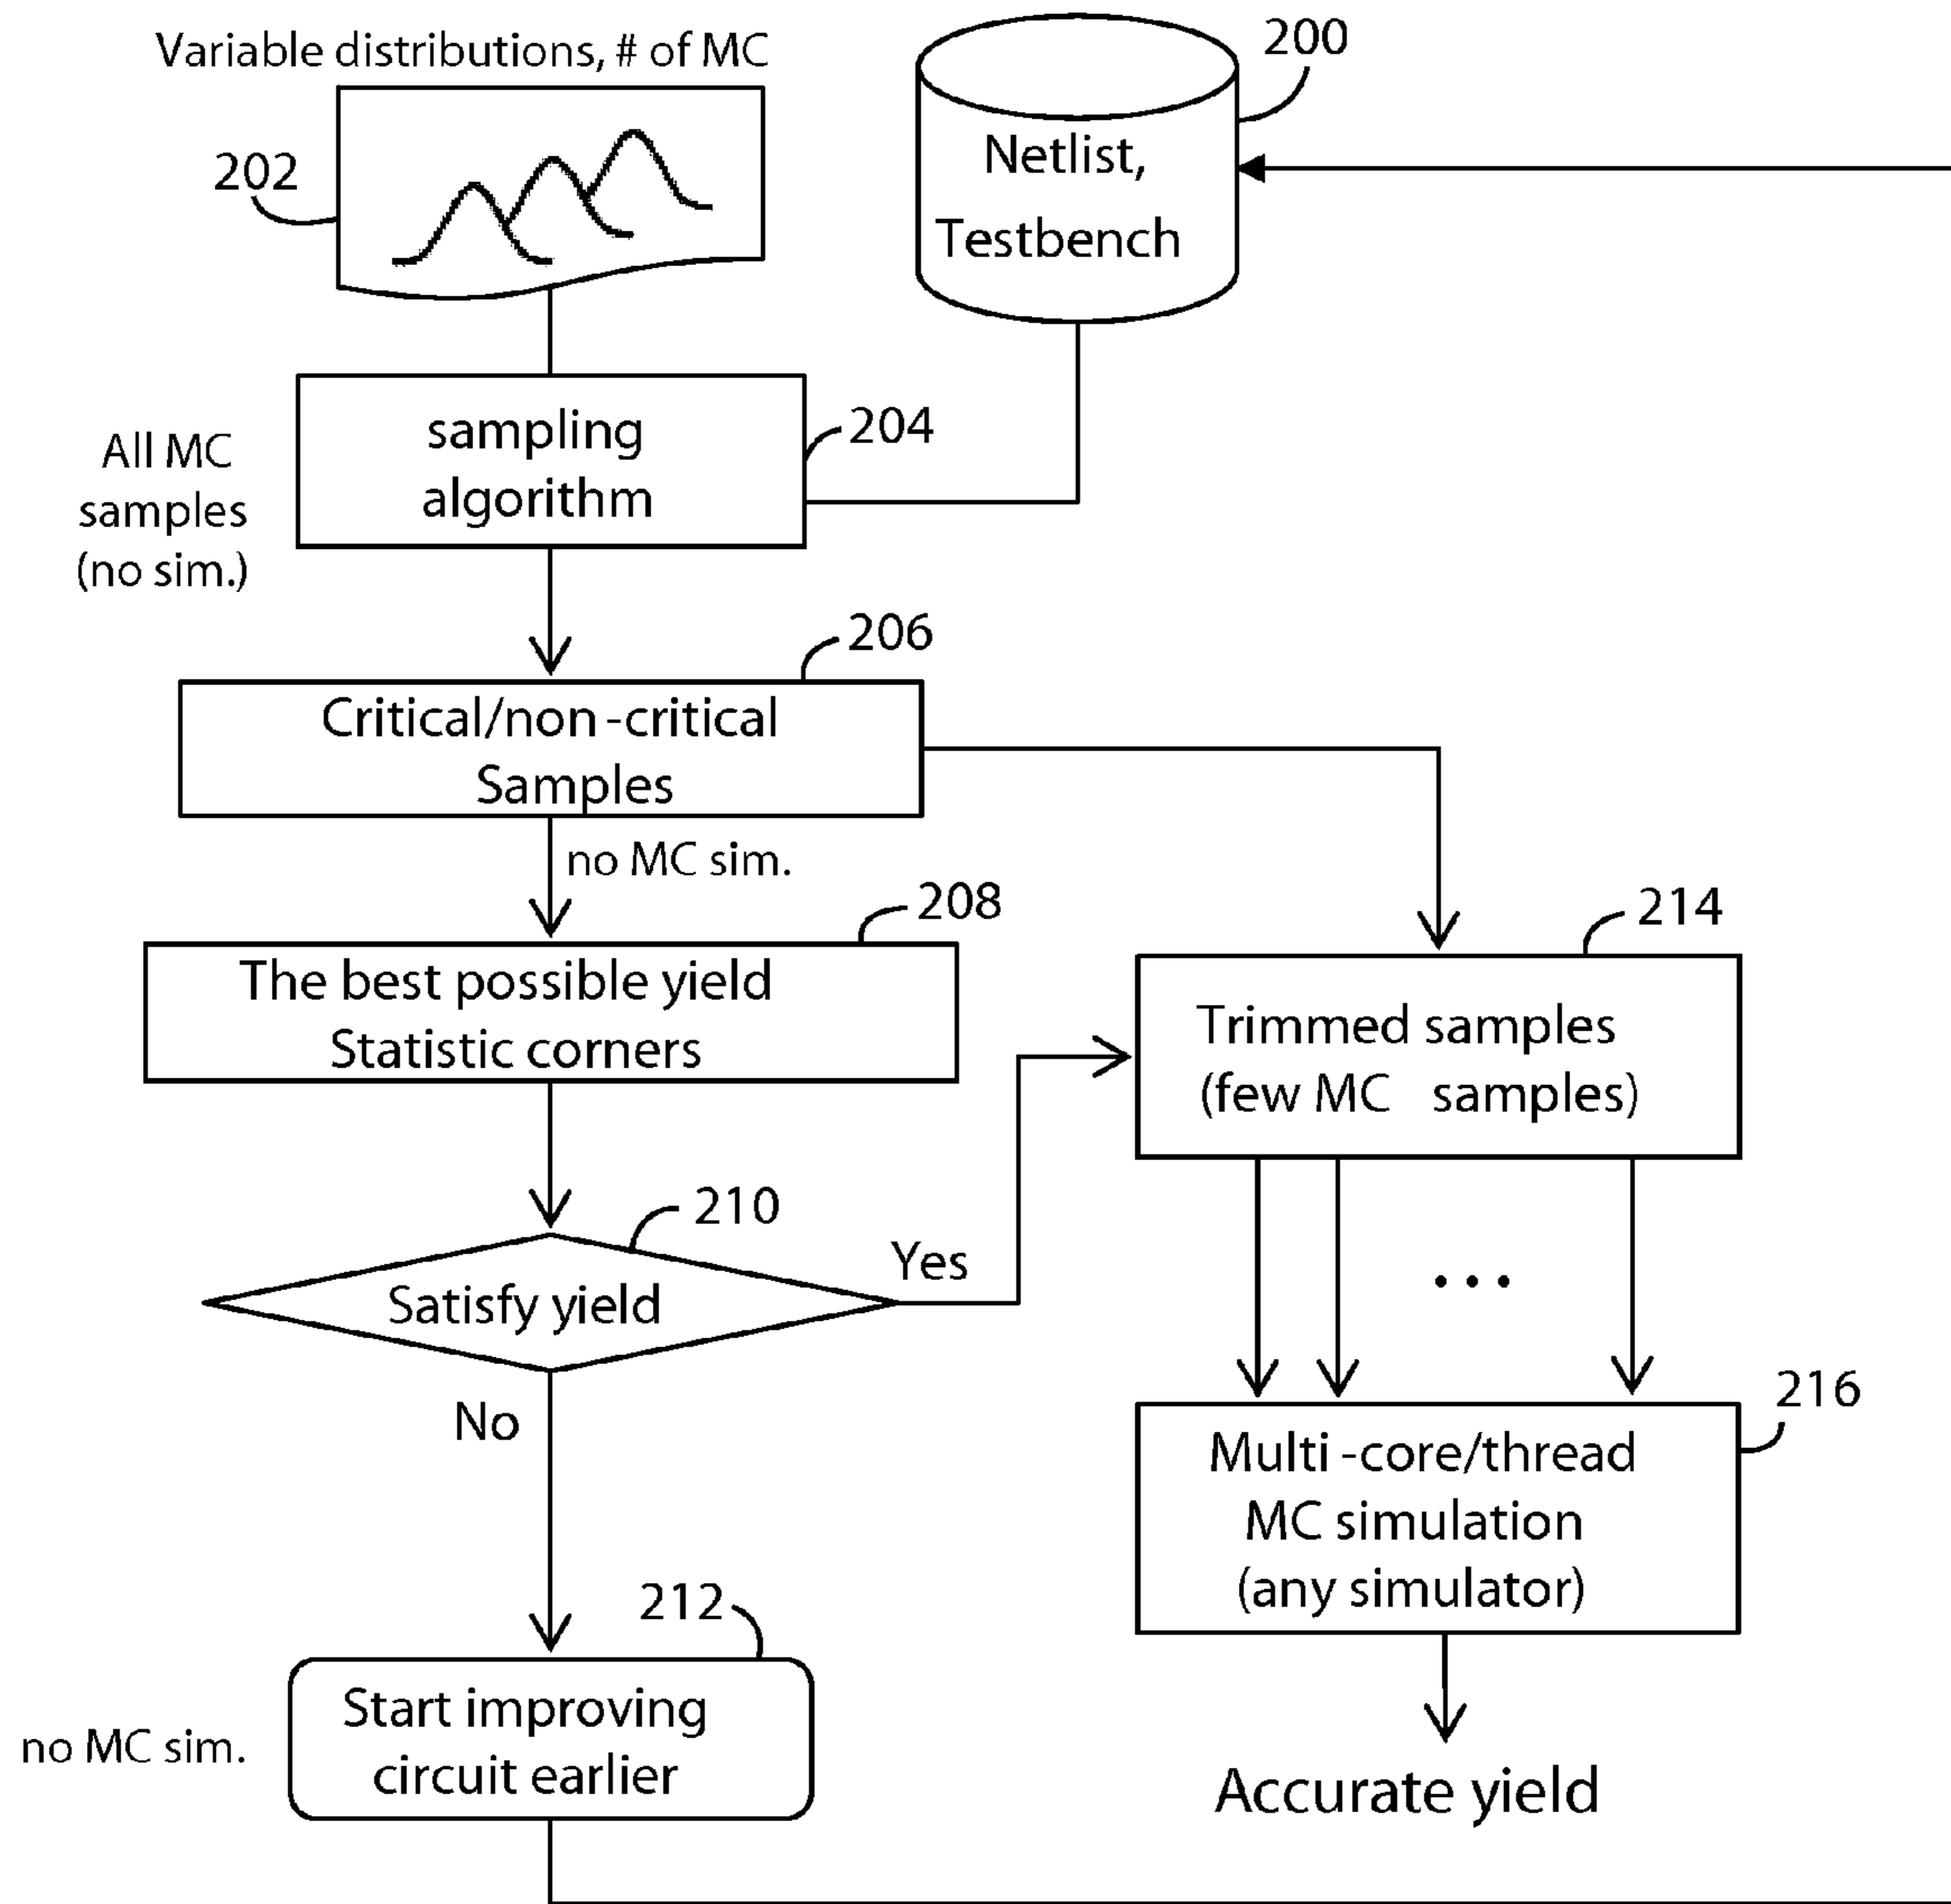 Variable distributions, # of MC
200
202
Netlist,
Testbench
sampling
algorithm
204
All MC
samples
(no sim.)
206
Critical/non-critical
Samples
no MC sim.
208
The best possible yield
Statistic corners
214
Trimmed samples
(few MC samples)
210
Satisfy yield
Yes
No
...
216
Multi-core/thread
MC simulation
(any simulator)
212
Start improving
circuit earlier
no MC sim.
Accurate yield